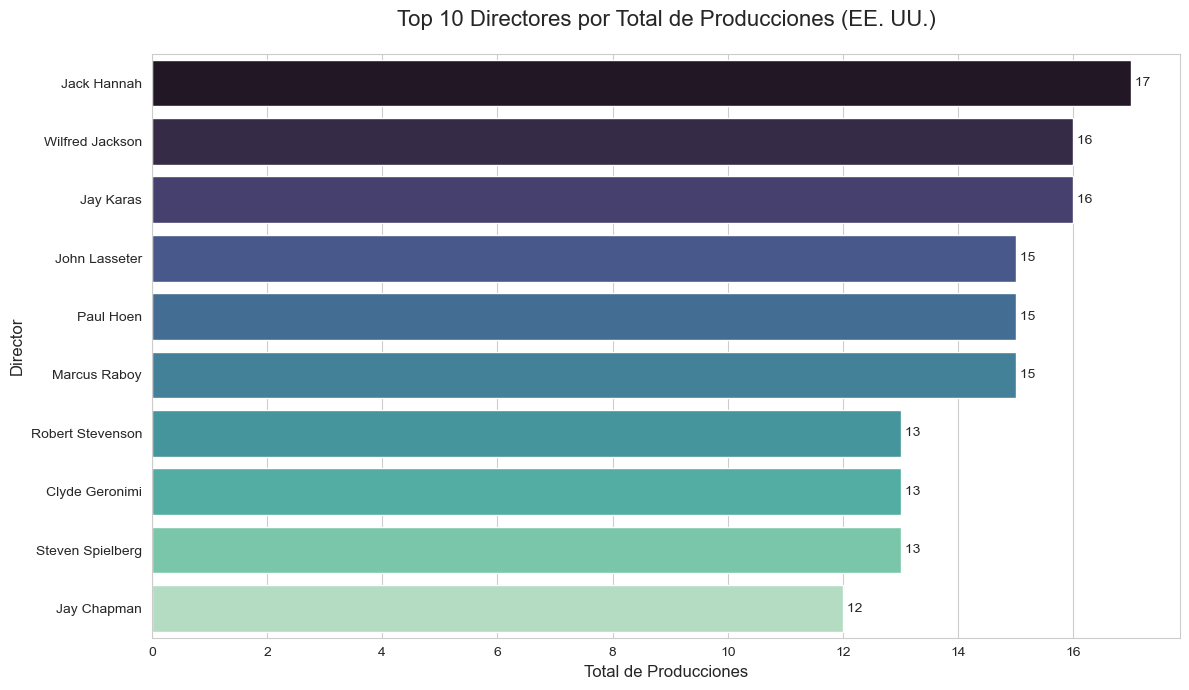 Top 10 Directores por Total de Producciones (EE. UU.)
Director
Jack Hannah 17
Wilfred Jackson 16
Jay Karas 16
John Lasseter 15
Paul Hoen 15
Marcus Raboy 15
Robert Stevenson 13
Clyde Geronimi 13
Steven Spielberg 13
Jay Chapman 12
0 2 4 6 8 10 12 14 16
Total de Producciones